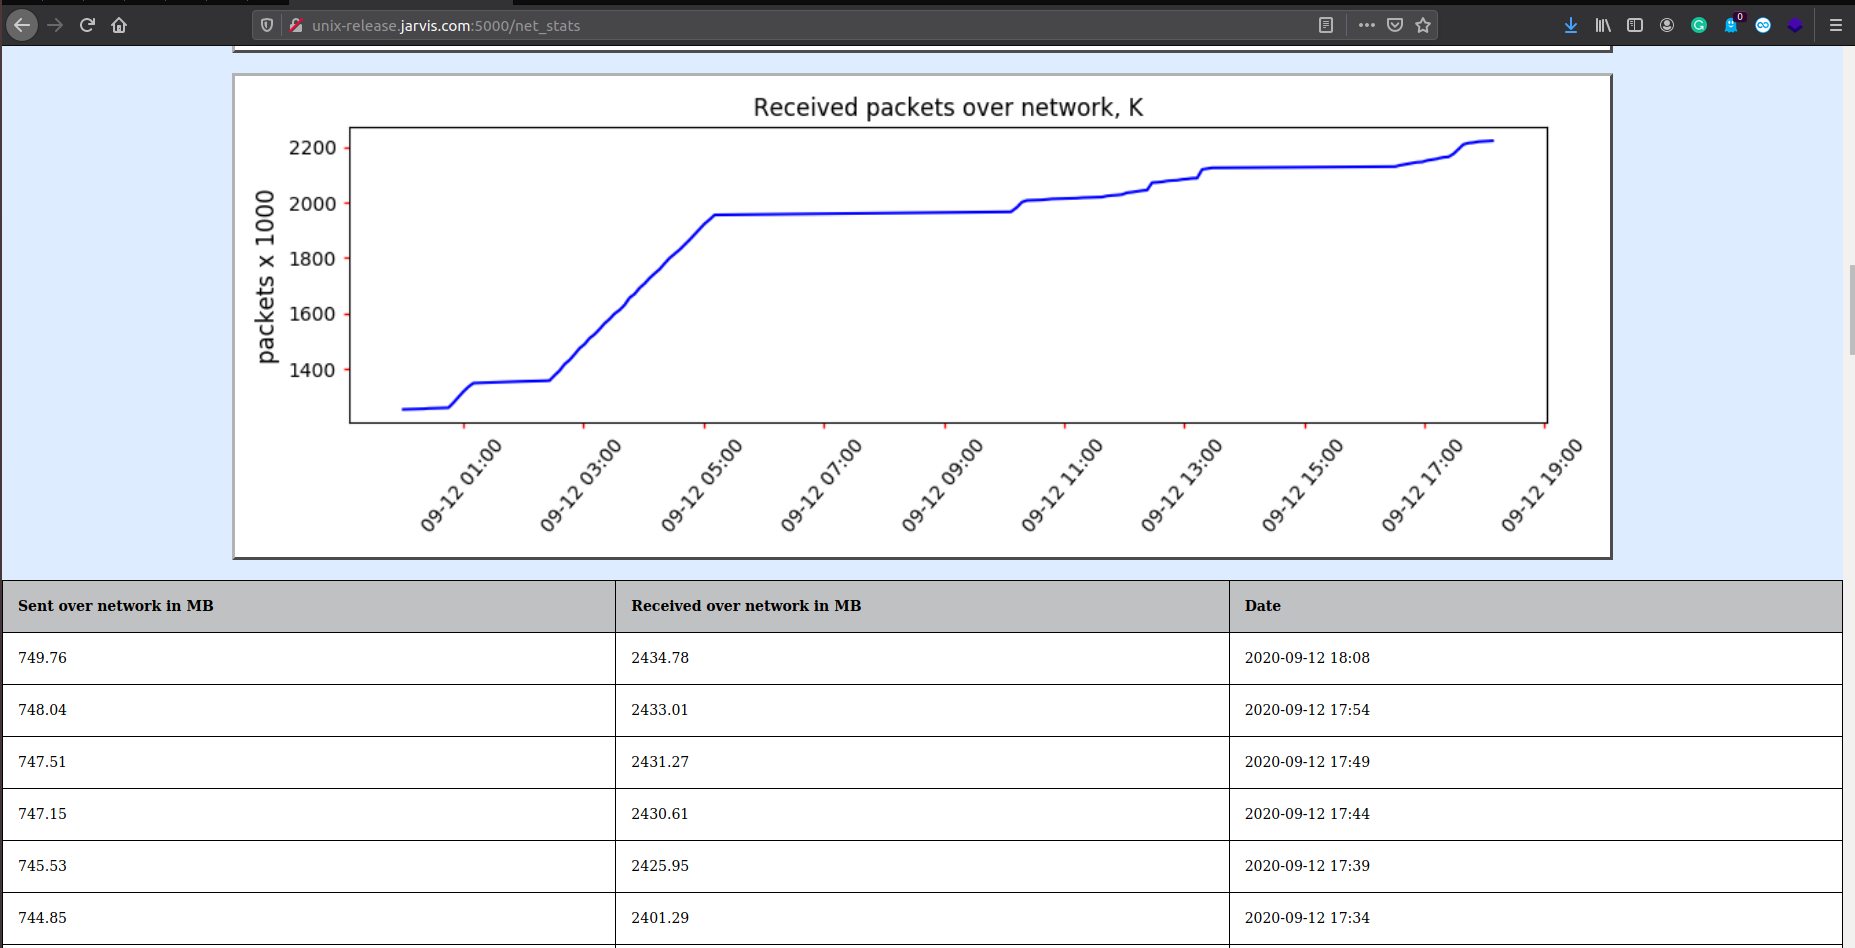 unix-release.jarvis.com:5000/net_stats
0
Received packets over network, K
packets x 1000
2200
2000
1800
1600
1400
09-12 01:00
09-12 03:00
09-12 05:00
09-12 07:00
09-12 09:00
09-12 11:00
09-12 13:00
09-12 15:00
09-12 17:00
09-12 19:00
Sent over network in MB Received over network in MB Date
749.76 2434.78 2020-09-12 18:08
748.04 2433.01 2020-09-12 17:54
747.51 2431.27 2020-09-12 17:49
747.15 2430.61 2020-09-12 17:44
745.53 2425.95 2020-09-12 17:39
744.85 2401.29 2020-09-12 17:34